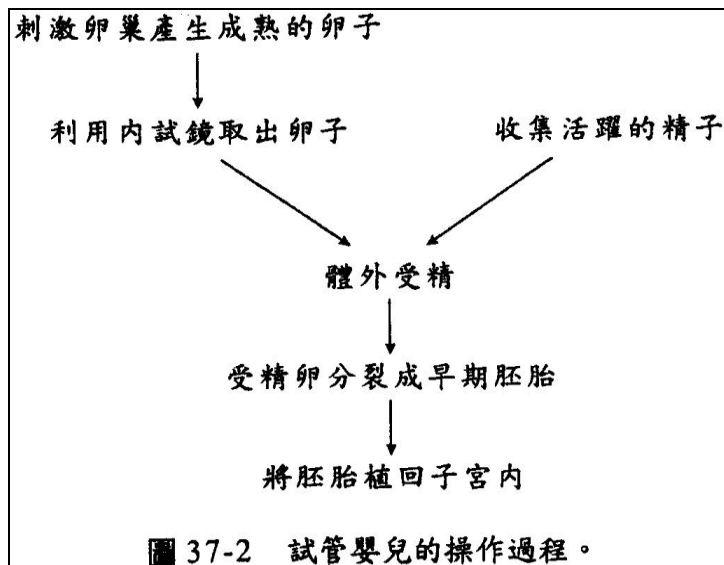 刺激卵巢產生成熟的卵子
利用內試鏡取出卵子
收集活躍的精子
體外受精
受精卵分裂成早期胚胎
將胚胎植回子宮內
圖 37-2 試管嬰兒的操作過程。